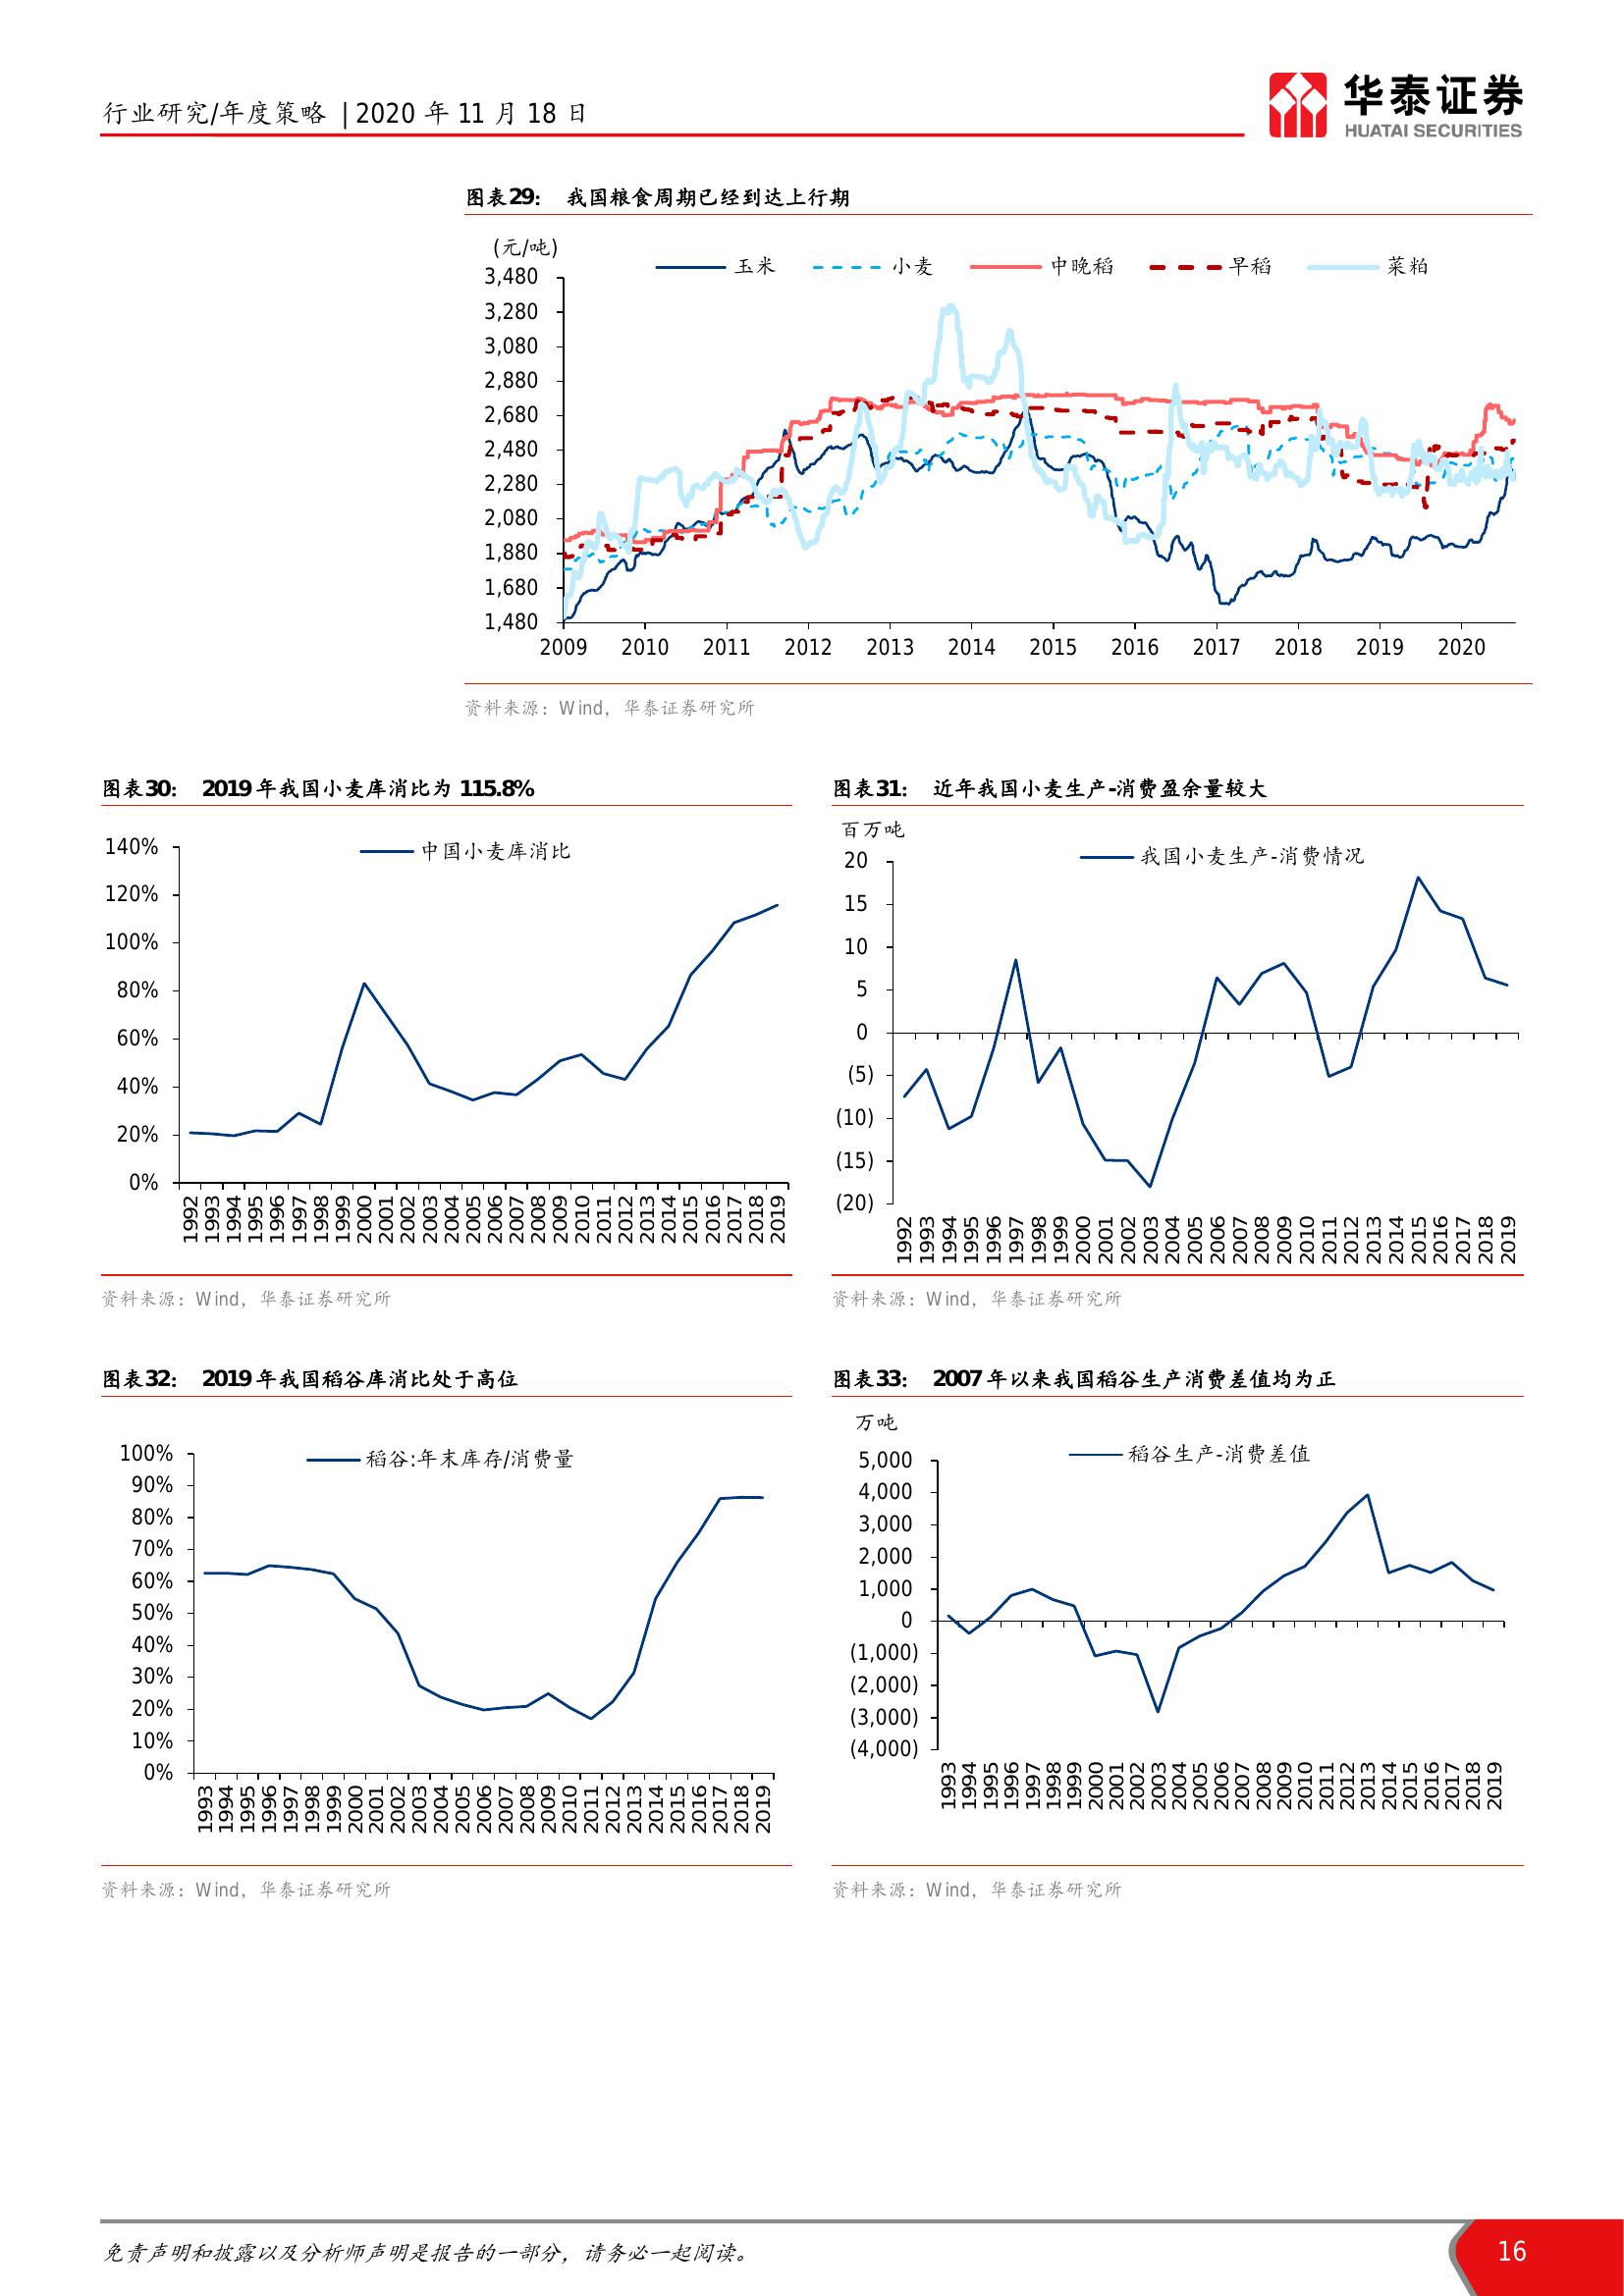 行业研究/年度策略 | 2020 年 11 月 18 日
华泰证券
HUATAI SECURITIES
图表29： 我国粮食周期已经到达上行期
(元/吨)
玉米 小麦 中晚稻 早稻 菜粕
3,480
3,280
3,080
2,880
2,680
2,480
2,280
2,080
1,880
1,680
1,480
2009 2010 2011 2012 2013 2014 2015 2016 2017 2018 2019 2020
资料来源：Wind，华泰证券研究所
图表30： 2019 年我国小麦库消比为 115.8%
中国小麦库消比
140%
120%
100%
80%
60%
40%
20%
0%
1992 1993 1994 1995 1996 1997 1998 1999 2000 2001 2002 2003 2004 2005 2006 2007 2008 2009 2010 2011 2012 2013 2014 2015 2016 2017 2018 2019
资料来源：Wind，华泰证券研究所
图表31： 近年我国小麦生产-消费盈余量较大
百万吨
我国小麦生产-消费情况
20
15
10
5
0
(5)
(10)
(15)
(20)
1992 1993 1994 1995 1996 1997 1998 1999 2000 2001 2002 2003 2004 2005 2006 2007 2008 2009 2010 2011 2012 2013 2014 2015 2016 2017 2018 2019
资料来源：Wind，华泰证券研究所
图表32： 2019 年我国稻谷库消比处于高位
稻谷:年末库存/消费量
100%
90%
80%
70%
60%
50%
40%
30%
20%
10%
0%
1993 1994 1995 1996 1997 1998 1999 2000 2001 2002 2003 2004 2005 2006 2007 2008 2009 2010 2011 2012 2013 2014 2015 2016 2017 2018 2019
资料来源：Wind，华泰证券研究所
图表33： 2007 年以来我国稻谷生产消费差值均为正
万吨
稻谷生产-消费差值
5,000
4,000
3,000
2,000
1,000
0
(1,000)
(2,000)
(3,000)
(4,000)
1993 1994 1995 1996 1997 1998 1999 2000 2001 2002 2003 2004 2005 2006 2007 2008 2009 2010 2011 2012 2013 2014 2015 2016 2017 2018 2019
资料来源：Wind，华泰证券研究所
免责声明和披露以及分析师声明是报告的一部分，请务必一起阅读。
16